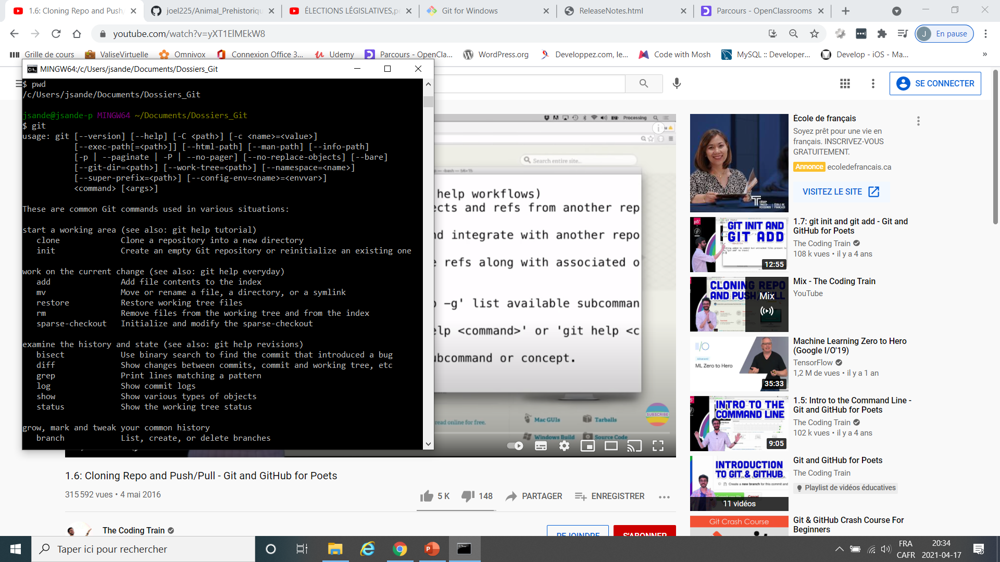 1.6: Cloning Repo and Push/
joel225/Animal_Prehistoriqu
ÉLECTIONS LÉGISLATIVES,pe
Git for Windows
ReleaseNotes.html
Parcours - OpenClassrooms
youtube.com/watch?v=yXT1ElMEkW8
J En pause
Grille de cours
ValiseVirtuelle
Omnivox
Connexion Office 3...
Udemy
Parcours - OpenCla...
WordPress.org
Developpez.com, le...
Code with Mosh
MySQL :: Developer...
Develop - iOS - Ma...
»
MINGW64:/c/Users/jsande/Documents/Dossiers_Git
$ pwd
/c/Users/jsande/Documents/Dossiers_Git
jsande@jsande-p MINGW64 ~/Documents/Dossiers_Git
$ git
usage: git [--version] [--help] [-C <path>] [-c <name>=<value>]
[--exec-path[=<path>]] [--html-path] [--man-path] [--info-path]
[-p | --paginate | -P | --no-pager] [--no-replace-objects] [--bare]
[--git-dir=<path>] [--work-tree=<path>] [--namespace=<name>]
[--super-prefix=<path>] [--config-env=<name>=<envvar>]
<command> [<args>]
These are common Git commands used in various situations:
start a working area (see also: git help tutorial)
clone Clone a repository into a new directory
init Create an empty Git repository or reinitialize an existing one
work on the current change (see also: git help everyday)
add Add file contents to the index
mv Move or rename a file, a directory, or a symlink
restore Restore working tree files
rm Remove files from the working tree and from the index
sparse-checkout Initialize and modify the sparse-checkout
examine the history and state (see also: git help revisions)
bisect Use binary search to find the commit that introduced a bug
diff Show changes between commits, commit and working tree, etc
grep Print lines matching a pattern
log Show commit logs
show Show various types of objects
status Show the working tree status
grow, mark and tweak your common history
branch List, create, or delete branches
SE CONNECTER
Processing
Search entire site...
-bash — 56×15
help workflows)
cts and refs from another rep
d integrate with another repo
refs along with associated o
-g' list available subcomman
lp <command>' or 'git help <c
bcommand or concept.
read online for free.
Mac GUIs
Tarballs
Windows Build
Source Code
SUBSCRIBE
1.6: Cloning Repo and Push/Pull - Git and GitHub for Poets
315 592 vues • 4 mai 2016
5 K
148
PARTAGER
ENREGISTRER
The Coding Train
REJOINDRE
S'ABONNER
École de français
Soyez prêt pour une vie en
français. INSCRIVEZ-VOUS
GRATUITEMENT.
Annonce ecoledefrancais.ca
VISITEZ LE SITE
CÉGEP
TROIS-RIVIÈRES
ÉCOLE DE
FRANÇAIS
GIT INIT AND
GIT ADD
12:55
1.7: git init and git add - Git and
GitHub for Poets
The Coding Train
108 k vues • il y a 4 ans
CLONING REPO
AND PUSH/PULL
Mix
Mix - The Coding Train
YouTube
I/O
Advanced
ML Zero to Hero
35:33
Machine Learning Zero to Hero
(Google I/O'19)
TensorFlow
1,2 M de vues • il y a 1 an
INTRO TO THE
COMMAND LINE
9:05
1.5: Intro to the Command Line -
Git and GitHub for Poets
The Coding Train
102 k vues • il y a 4 ans
INTRODUCTION
TO GIT & GITHUB
Create a new branch for this commit and
Cancel
11 vidéos
Git and GitHub for Poets
The Coding Train
Playlist de vidéos éducatives
Git Crash Course
Git & GitHub Crash Course For
Beginners
Taper ici pour rechercher
FRA
CAFR
20:34
2021-04-17